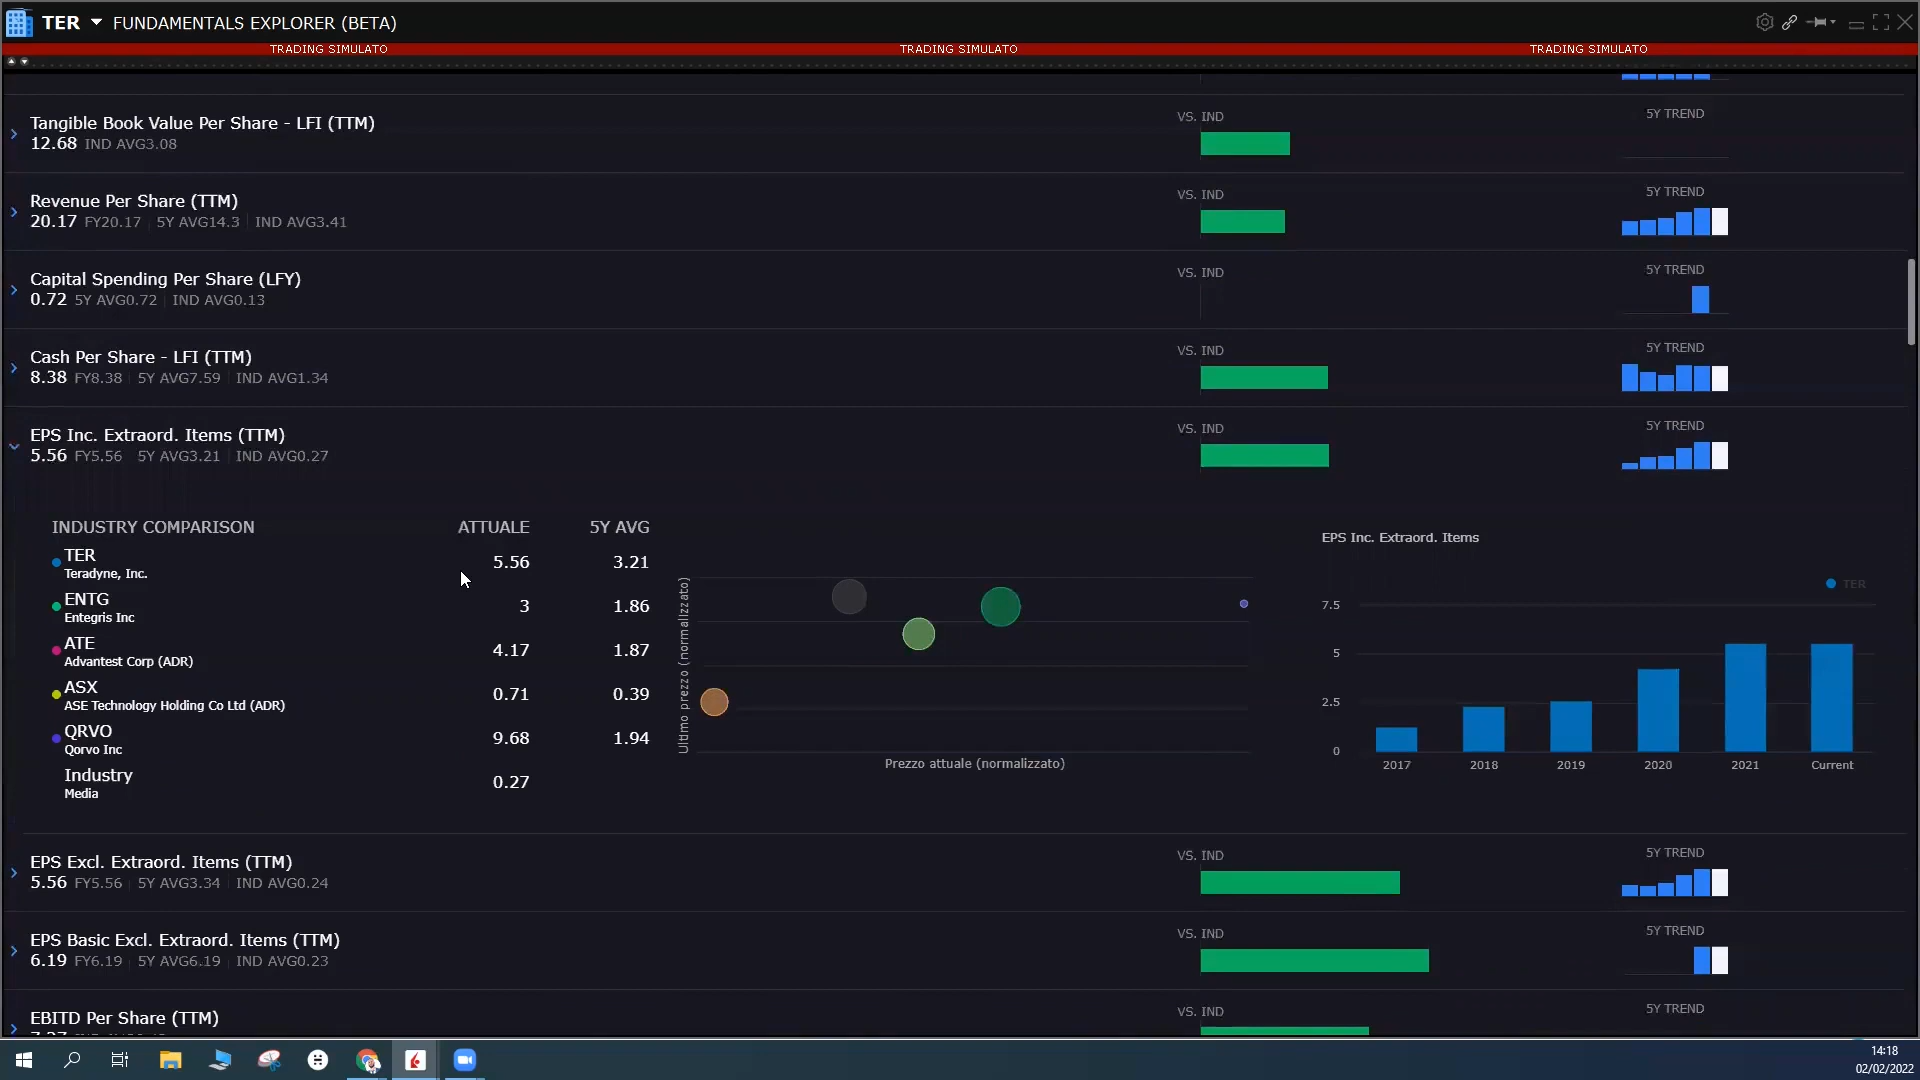 TER FUNDAMENTALS EXPLORER (BETA)
TRADING SIMULATO TRADING SIMULATO TRADING SIMULATO
Tangible Book Value Per Share - LFI (TTM) VS. IND 5Y TREND
12.68 IND AVG3.08
Revenue Per Share (TTM) VS. IND 5Y TREND
20.17 FY20.17 5Y AVG14.3 IND AVG3.41
Capital Spending Per Share (LFY) VS. IND 5Y TREND
0.72 5Y AVG0.72 IND AVG0.13
Cash Per Share - LFI (TTM) VS. IND 5Y TREND
8.38 FY8.38 5Y AVG7.59 IND AVG1.34
EPS Inc. Extraord. Items (TTM) VS. IND 5Y TREND
5.56 FY5.56 5Y AVG3.21 IND AVG0.27
INDUSTRY COMPARISON ATTUALE 5Y AVG
TER 5.56 3.21
Teradyne, Inc.
ENTG 3 1.86
Entegris Inc
ATE 4.17 1.87
Advantest Corp (ADR)
ASX 0.71 0.39
ASE Technology Holding Co Ltd (ADR)
QRVO 9.68 1.94
Qorvo Inc
Industry 0.27
Media
Ultimo prezzo (normalizzato)
Prezzo attuale (normalizzato)
EPS Inc. Extraord. Items
TER
7.5
5
2.5
0
2017 2018 2019 2020 2021 Current
EPS Excl. Extraord. Items (TTM) VS. IND 5Y TREND
5.56 FY5.56 5Y AVG3.34 IND AVG0.24
EPS Basic Excl. Extraord. Items (TTM) VS. IND 5Y TREND
6.19 FY6.19 5Y AVG6.19 IND AVG0.23
EBITD Per Share (TTM) VS. IND 5Y TREND
14:18
02/02/2022